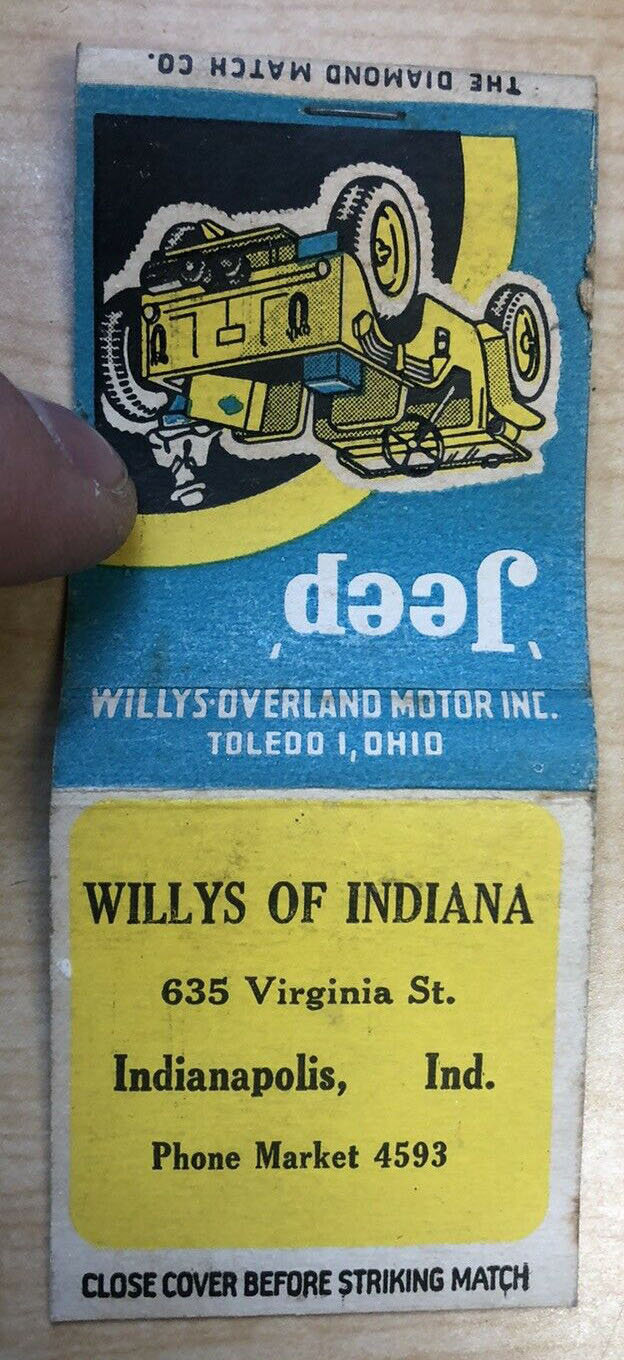 THE DIAMOND MATCH CO.
'Jeep'
WILLYS-OVERLAND MOTOR INC.
TOLEDO 1, OHIO
WILLYS OF INDIANA
635 Virginia St.
Indianapolis, Ind.
Phone Market 4593
CLOSE COVER BEFORE STRIKING MATCH